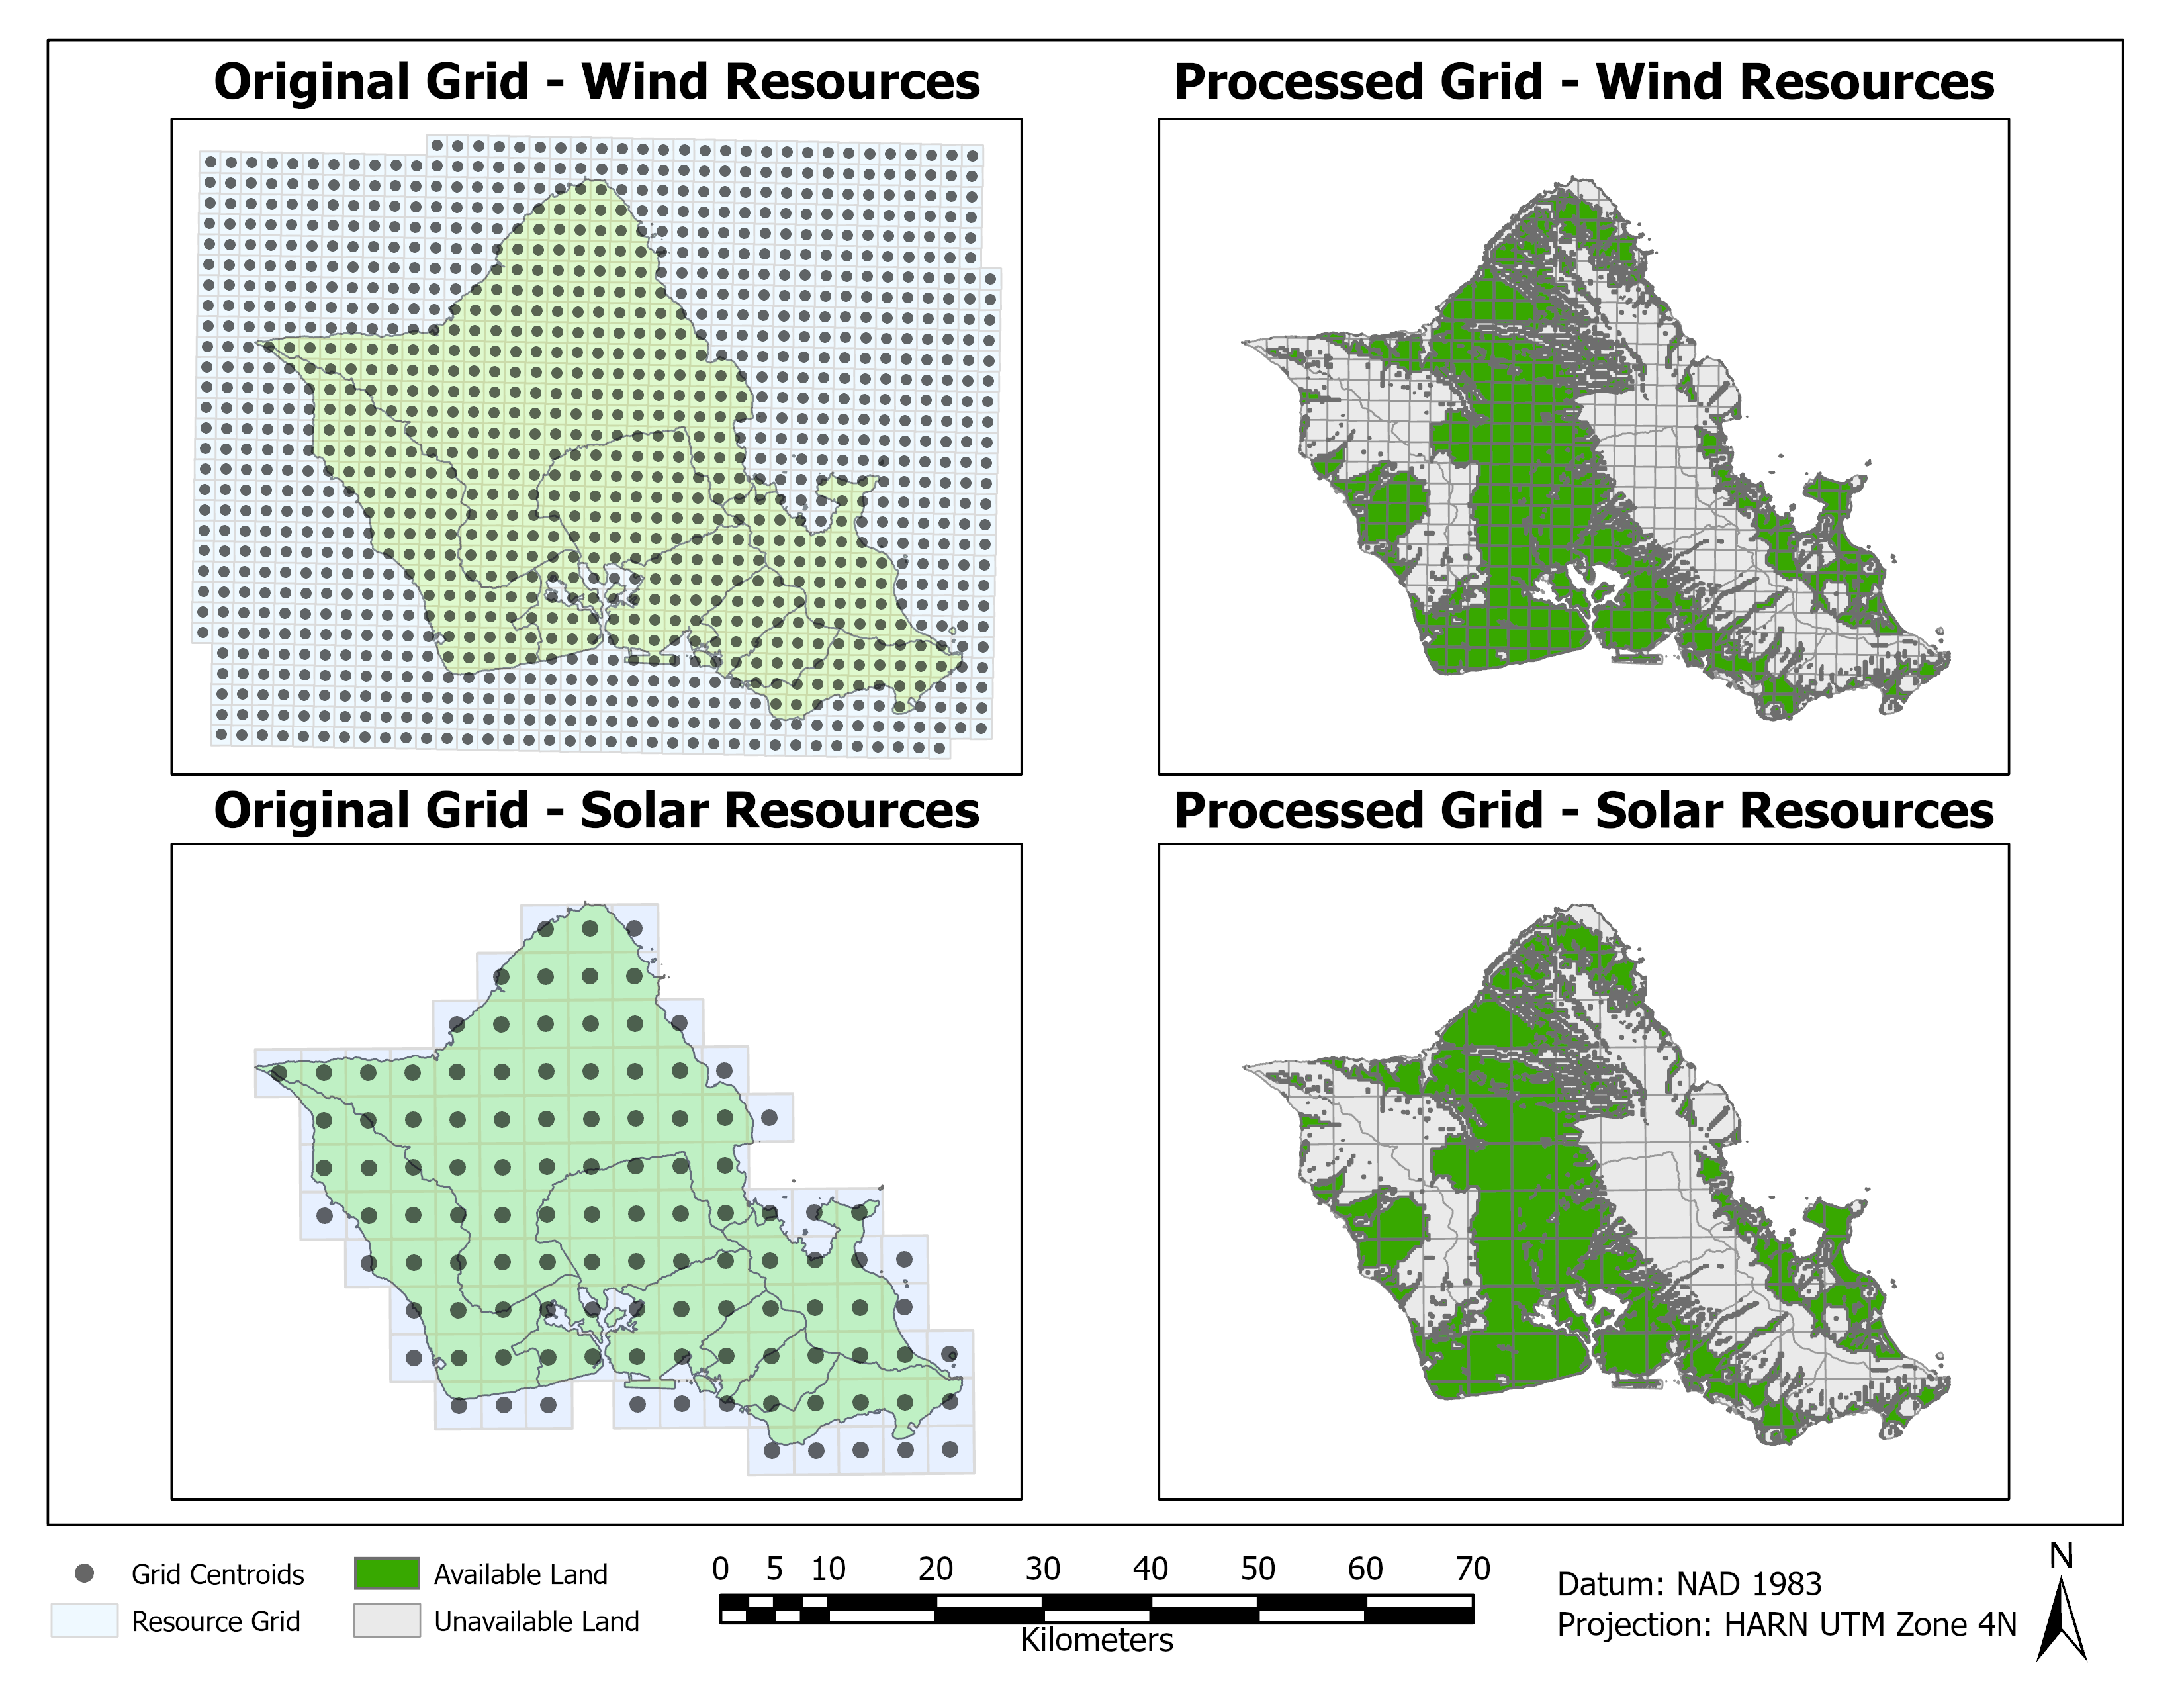 Original Grid - Wind Resources
Processed Grid - Wind Resources
Original Grid - Solar Resources
Processed Grid - Solar Resources
Grid Centroids
Resource Grid
Available Land
Unavailable Land
0 5 10 20 30 40 50 60 70
Kilometers
Datum: NAD 1983
Projection: HARN UTM Zone 4N
N